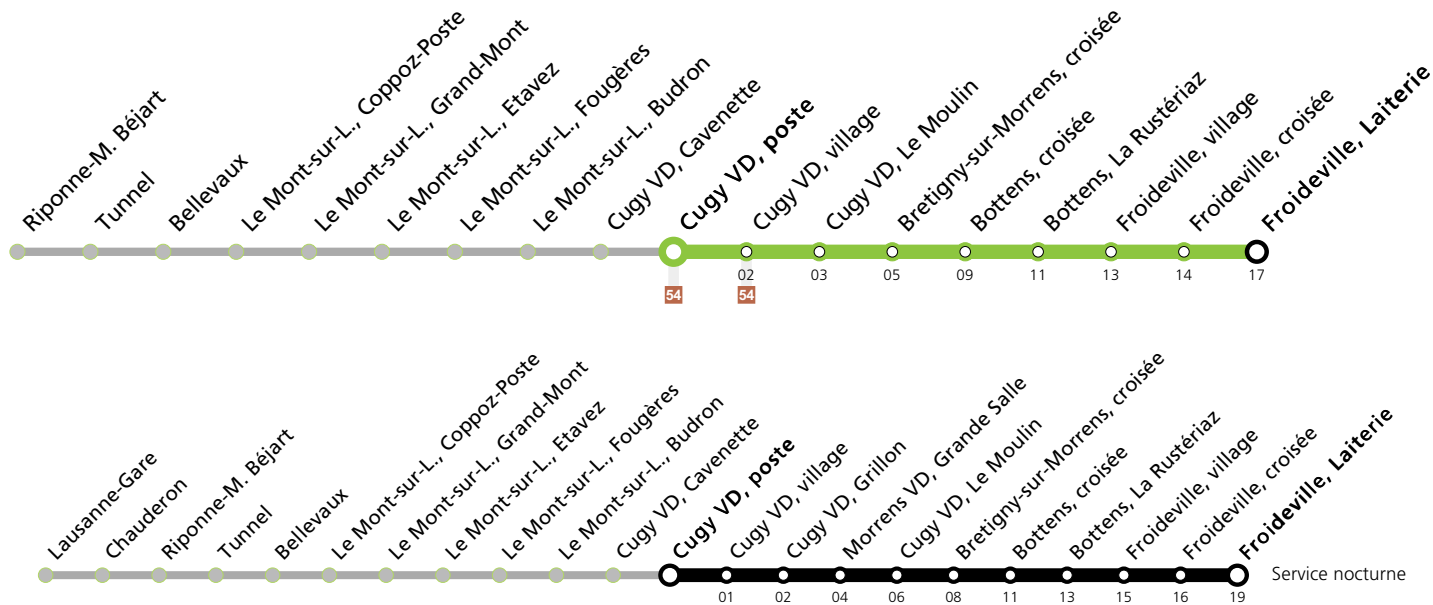 Riponne-M. Béjart
Tunnel
Bellevaux
Le Mont-sur-L., Coppoz-Poste
Le Mont-sur-L., Grand-Mont
Le Mont-sur-L., Etavez
Le Mont-sur-L., Fougères
Le Mont-sur-L., Budron
Cugy VD, Cavenette
Cugy VD, poste
Cugy VD, village
Cugy VD, Le Moulin
Bretigny-sur-Morrens, croisée
Bottens, croisée
Bottens, La Rustériaz
Froideville, village
Froideville, croisée
Froideville, Laiterie
02 03 05 09 11 13 14 17
54 54
Lausanne-Gare
Chauderon
Riponne-M. Béjart
Tunnel
Bellevaux
Le Mont-sur-L., Coppoz-Poste
Le Mont-sur-L., Grand-Mont
Le Mont-sur-L., Etavez
Le Mont-sur-L., Fougères
Le Mont-sur-L., Budron
Cugy VD, Cavenette
Cugy VD, poste
Cugy VD, village
Cugy VD, Grillon
Morrens VD, Grande Salle
Cugy VD, Le Moulin
Bretigny-sur-Morrens, croisée
Bottens, croisée
Bottens, La Rustériaz
Froideville, village
Froideville, croisée
Froideville, Laiterie
Service nocturne
01 02 04 06 08 11 13 15 16 19